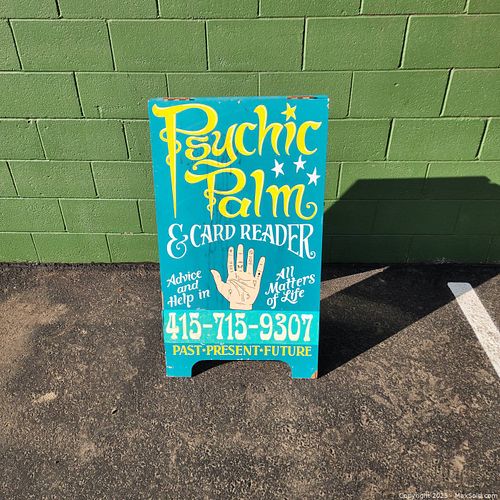 Psychic
Palm
& CARD READER
Advice and Help in
All Matters of Life
415-715-9307
PAST·PRESENT·FUTURE
Copyright 2023 - MaxSold.com